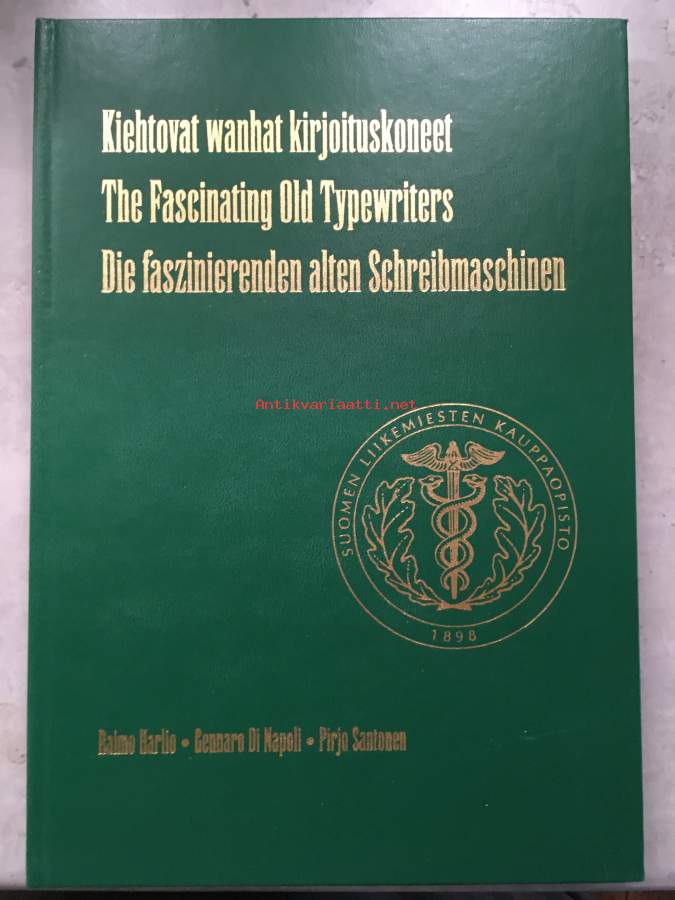 Kiehtovat wanhat kirjoituskoneet
The Fascinating Old Typewriters
Die faszinierenden alten Schreibmaschinen
Antikvariaatti.net
SUOMEN LIIKEMIESTEN KAUPPAOPISTO
1898
Raimo Harlio • Gennaro Di Napoli • Pirjo Santonen